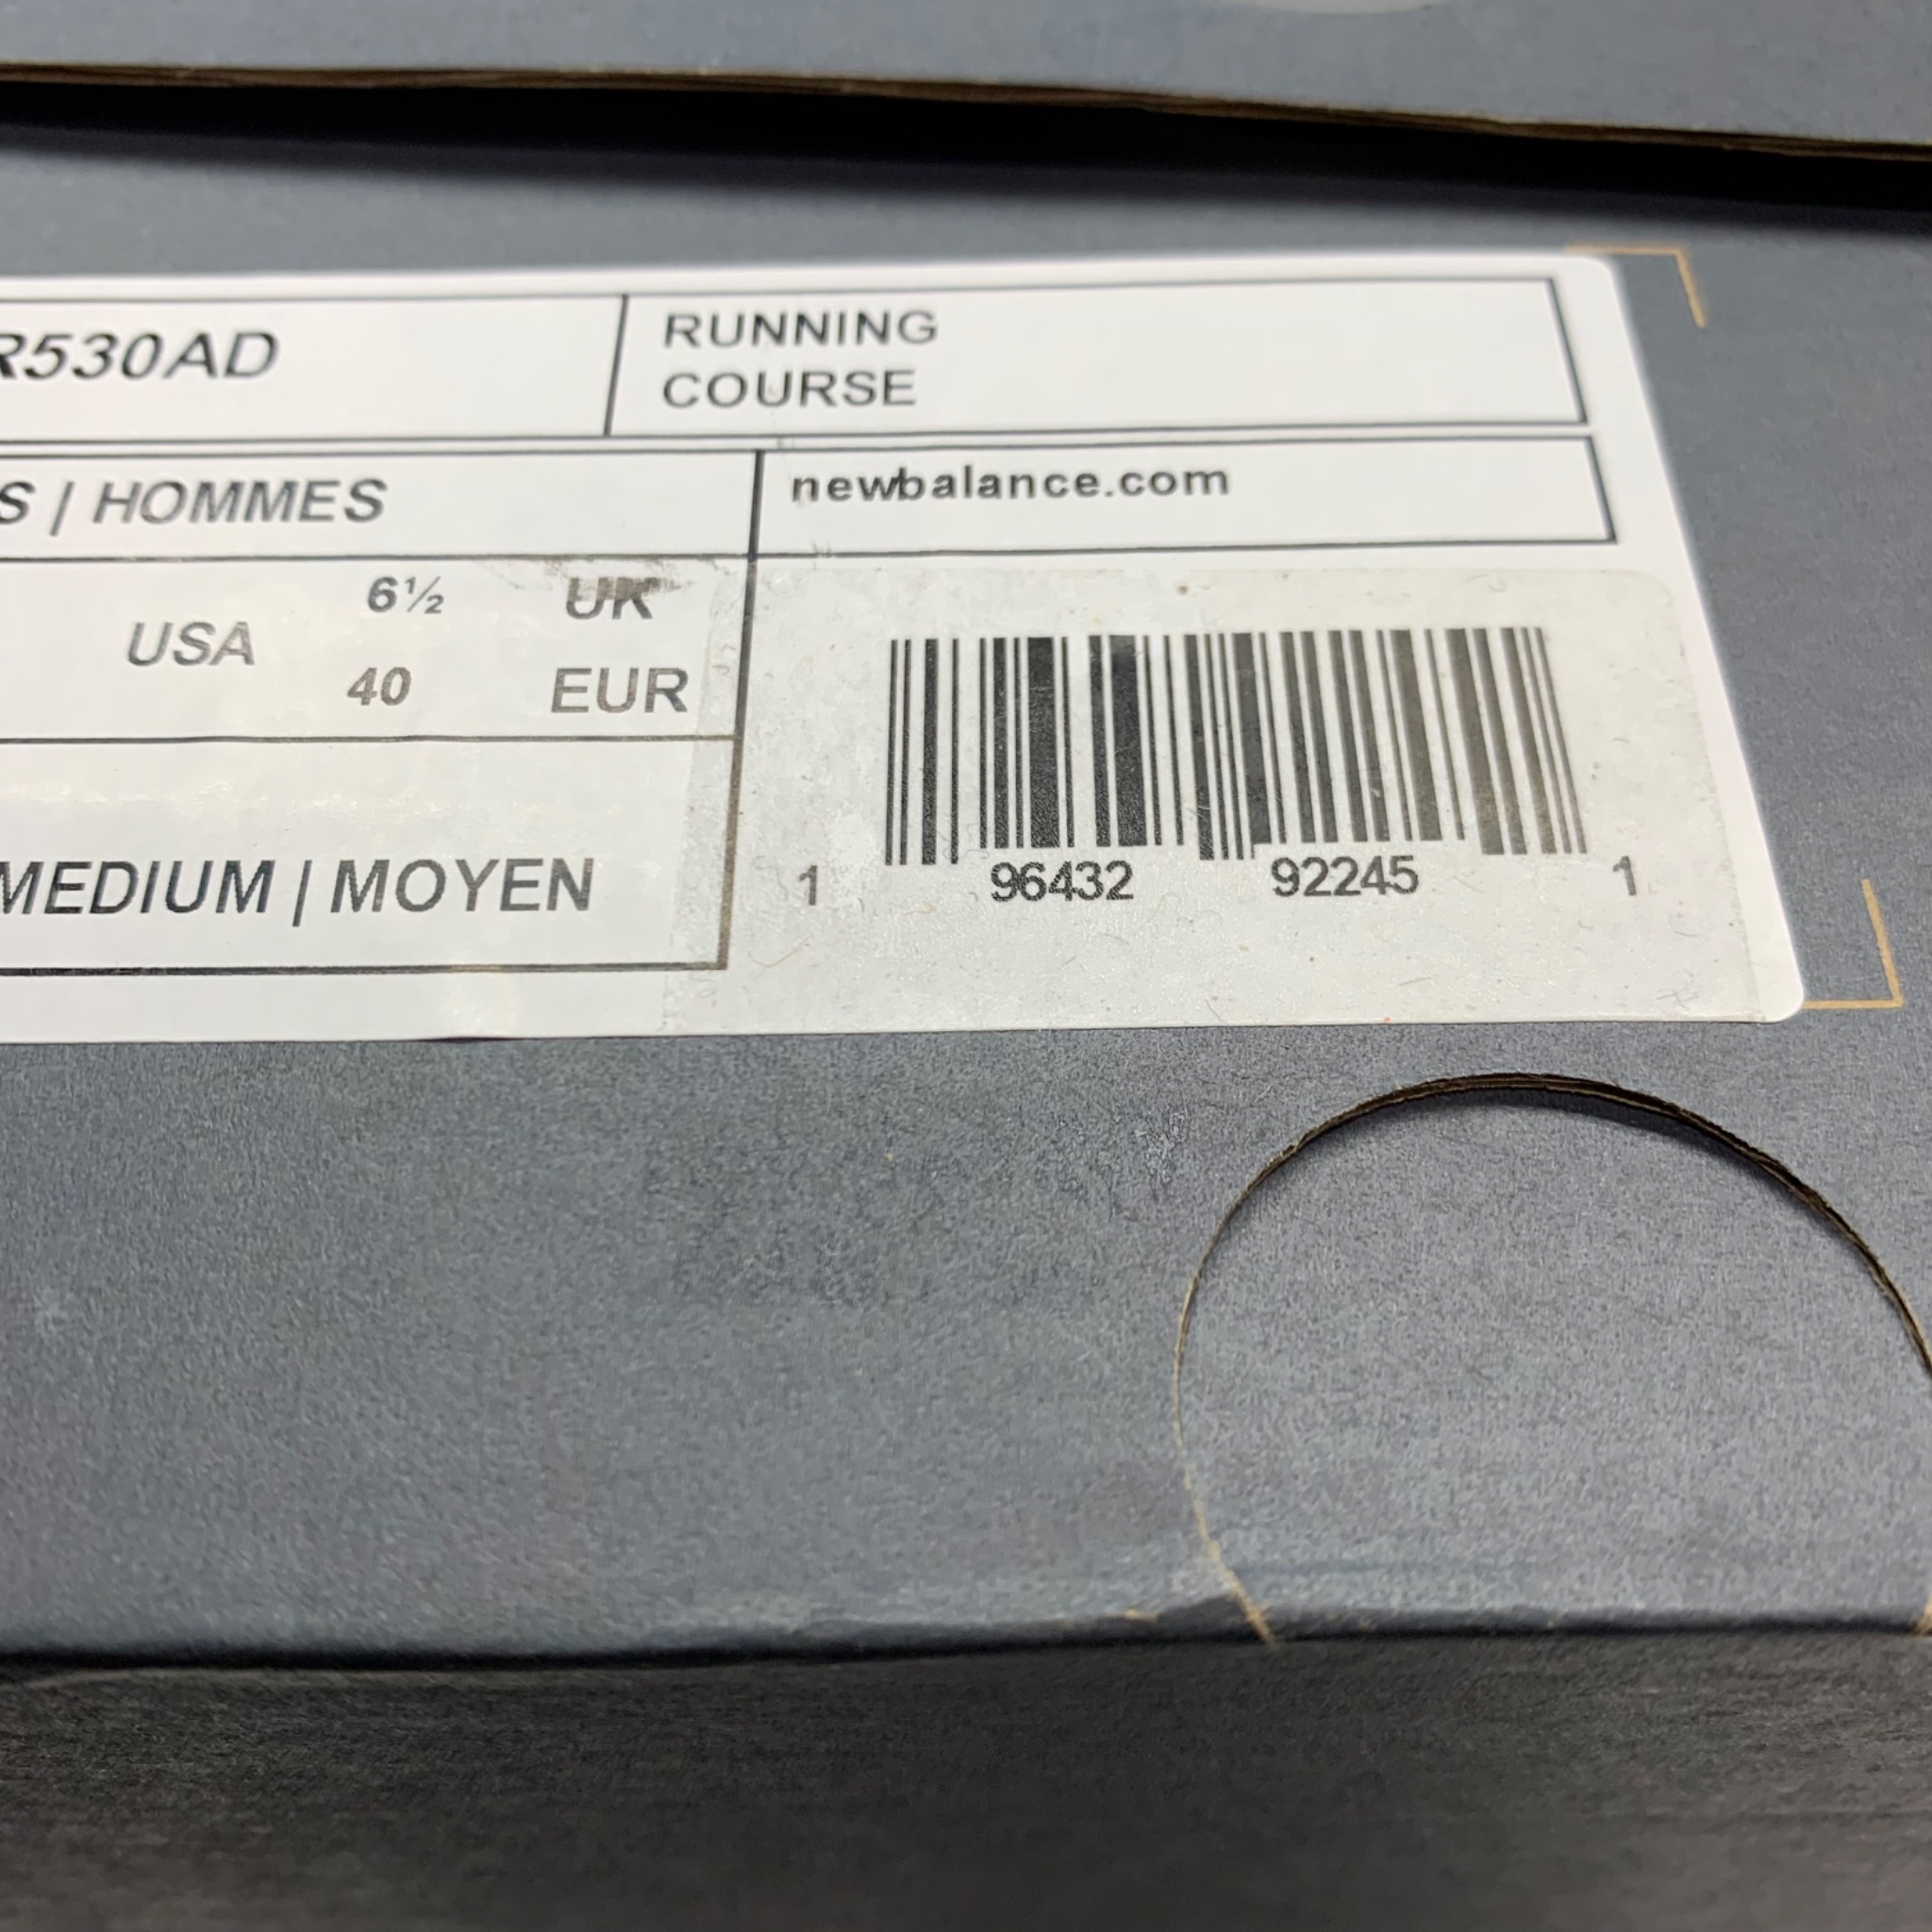 R530AD
RUNNING
COURSE
S | HOMMES
newbalance.com
USA
6½ UK
40 EUR
MEDIUM | MOYEN
1 96432 92245 1